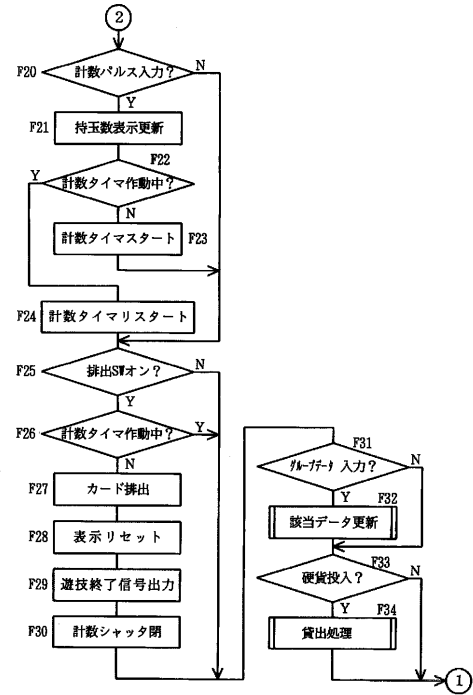 2
F20 計数パルス入力? N
Y
F21 持玉数表示更新
F22
Y 計数タイマ作動中?
N
計数タイマスタート F23
F24 計数タイマリスタート
F25 排出SWオン? N
Y
F26 計数タイマ作動中? Y
N
F27 カード排出
F28 表示リセット
F29 遊技終了信号出力
F30 計数シャッタ閉
F31
グループデータ 入力? N
Y F32
該当データ更新
F33
硬貨投入? N
Y F34
貸出処理
1